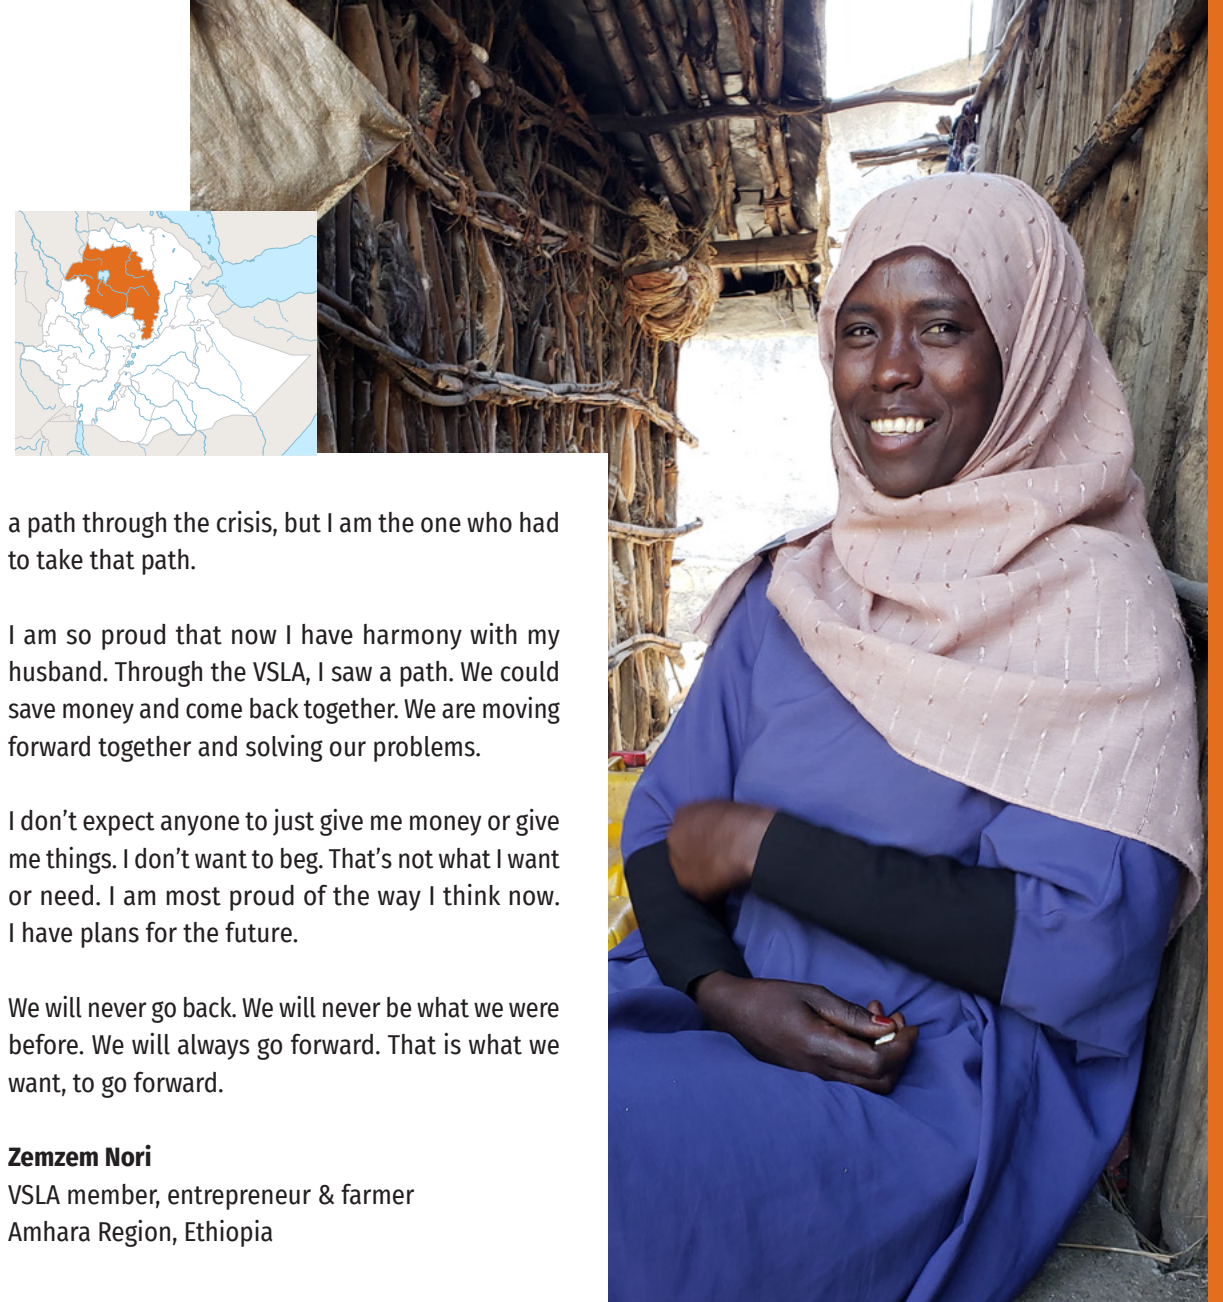 a path through the crisis, but I am the one who had
to take that path.
I am so proud that now I have harmony with my
husband. Through the VSLA, I saw a path. We could
save money and come back together. We are moving
forward together and solving our problems.
I don’t expect anyone to just give me money or give
me things. I don’t want to beg. That’s not what I want
or need. I am most proud of the way I think now.
I have plans for the future.
We will never go back. We will never be what we were
before. We will always go forward. That is what we
want, to go forward.
Zemzem Nori
VSLA member, entrepreneur & farmer
Amhara Region, Ethiopia